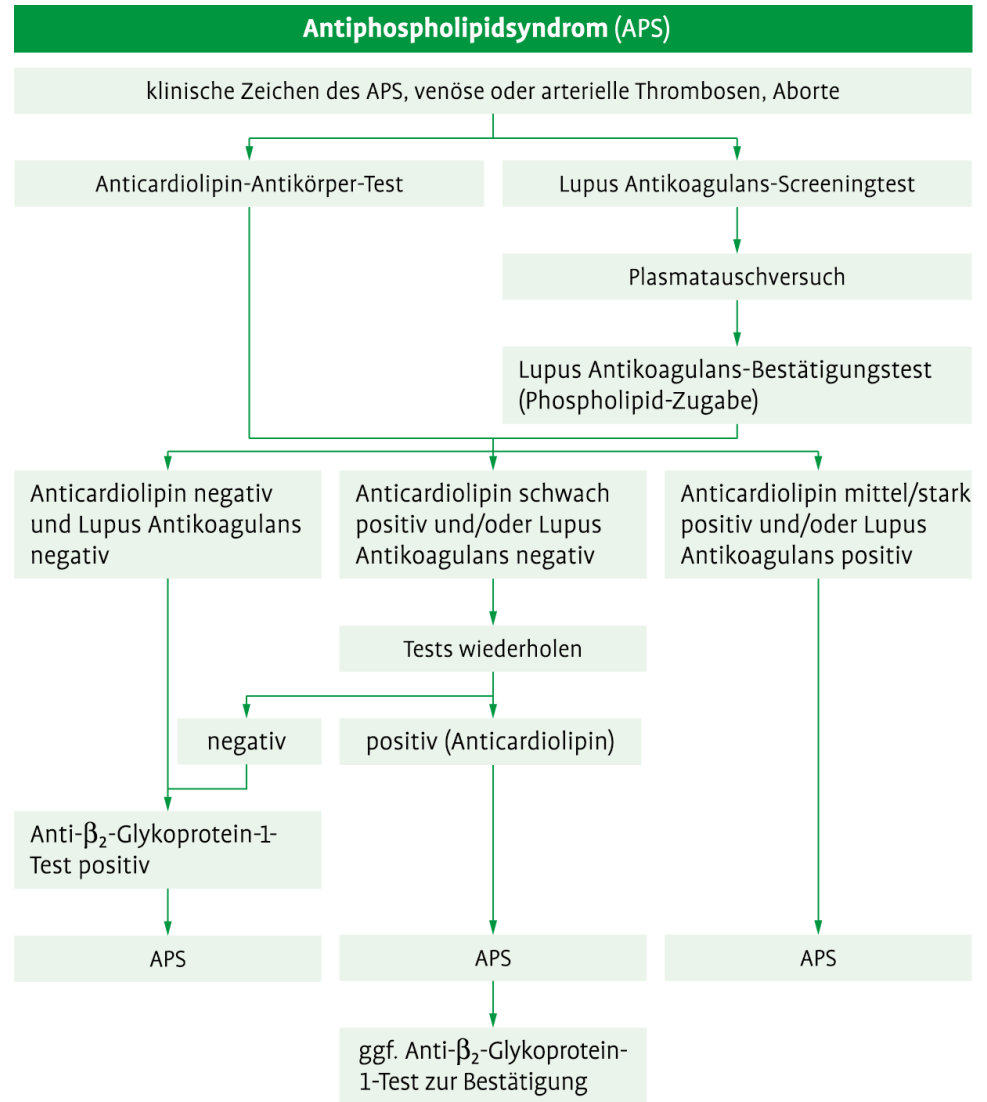 Antiphospholipidsyndrom (APS)
klinische Zeichen des APS, venöse oder arterielle Thrombosen, Aborte
Anticardiolipin-Antikörper-Test
Lupus Antikoagulans-Screeningtest
Plasmatauschversuch
Lupus Antikoagulans-Bestätigungstest
(Phospholipid-Zugabe)
Anticardiolipin negativ
und Lupus Antikoagulans
negativ
Anticardiolipin schwach
positiv und/oder Lupus
Antikoagulans negativ
Anticardiolipin mittel/stark
positiv und/oder Lupus
Antikoagulans positiv
Tests wiederholen
negativ
positiv (Anticardiolipin)
Anti-β₂-Glykoprotein-1-
Test positiv
APS
APS
APS
ggf. Anti-β₂-Glykoprotein-
1-Test zur Bestätigung